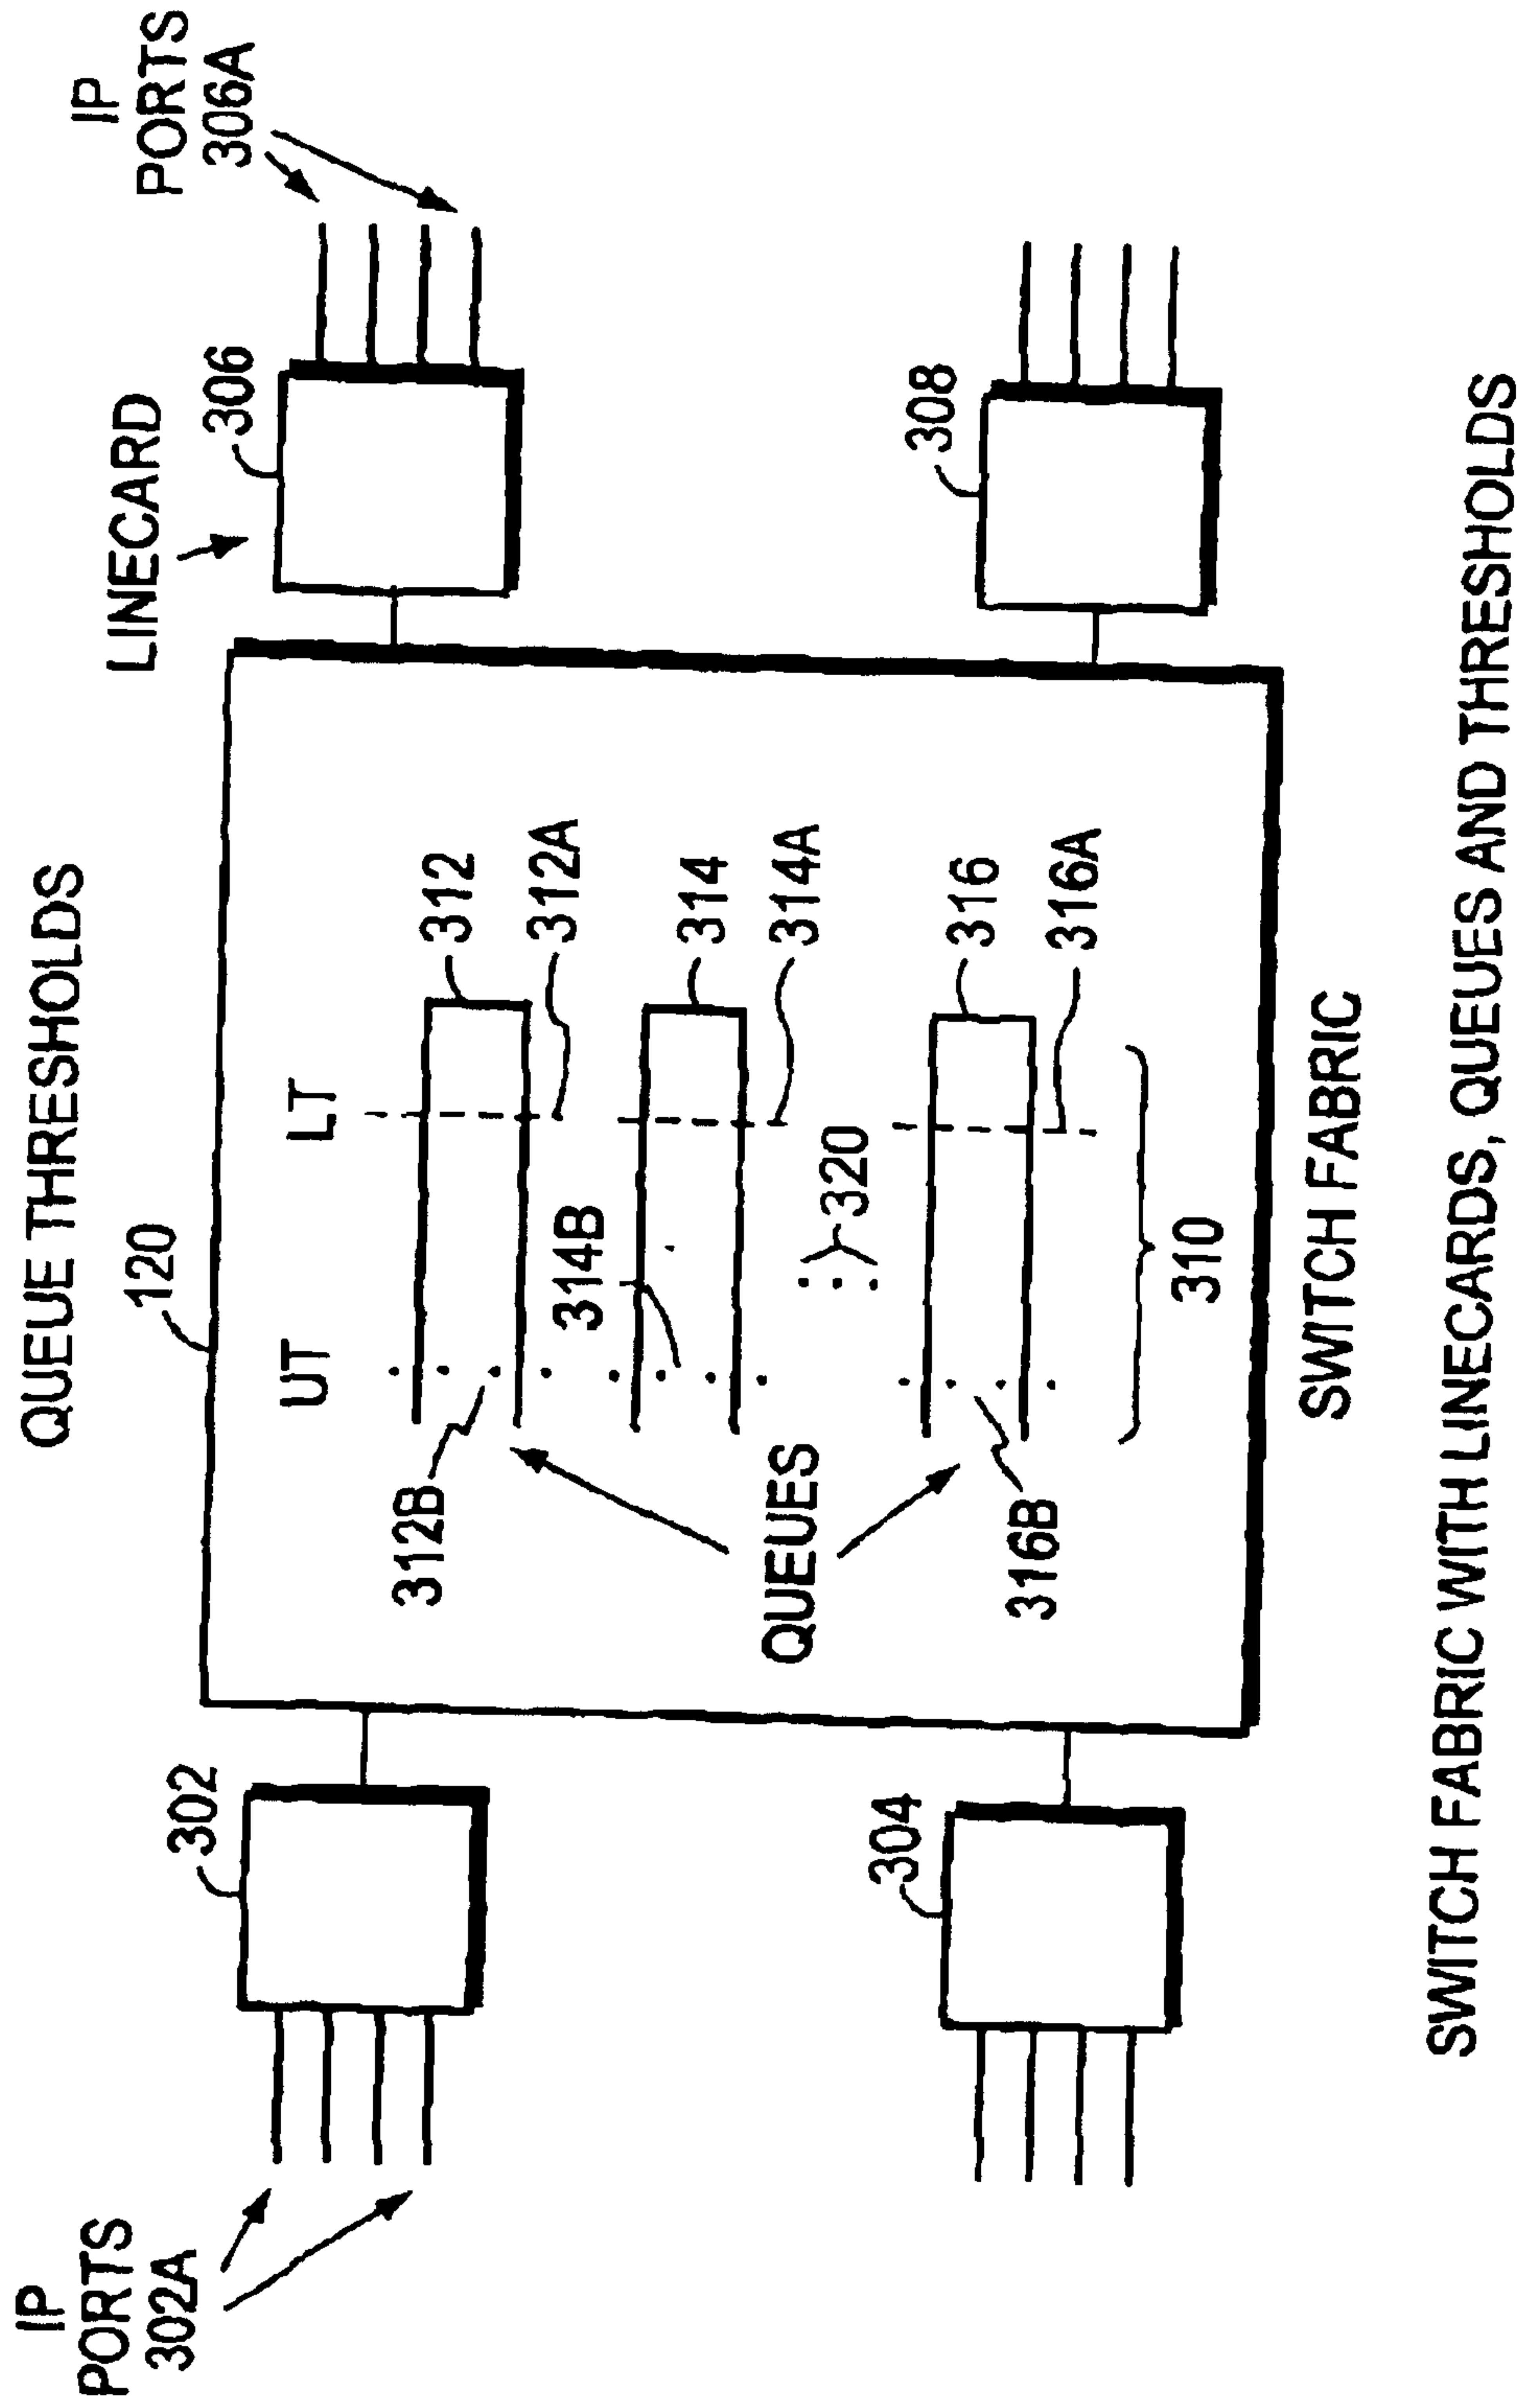 QUEUE THRESHOLDS
IP
PORTS
302A
302
120
UT
LT
LINECARD
306
IP
PORTS
306A
312B
312
312A
314B
314
314A
QUEUES
320
316B
316
316A
304
308
310
SWITCH FABRIC
SWITCH FABRIC WITH LINECARDS, QUEUES AND THRESHOLDS